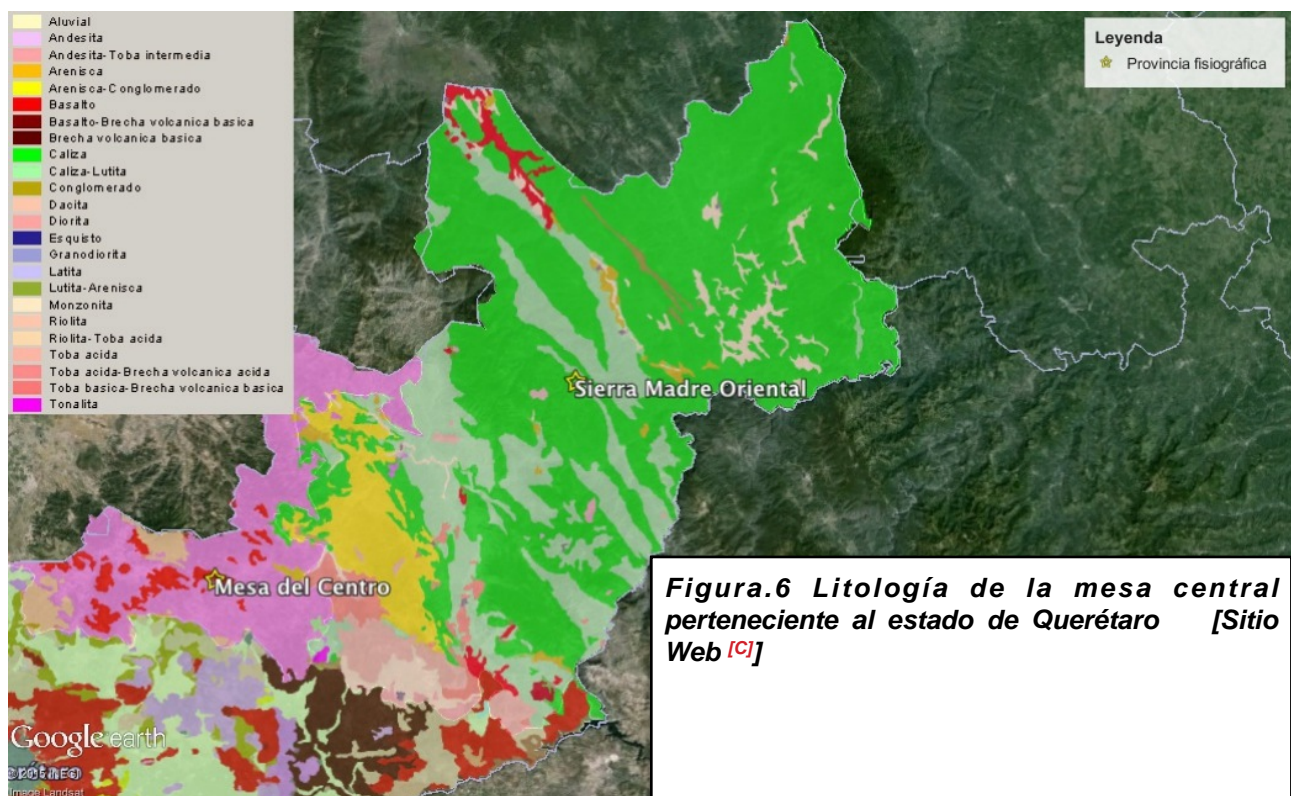 Aluvial
Andesita
Andesita-Toba intermedia
Arenisca
Arenisca-Conglomerado
Basalto
Basalto-Brecha volcanica basica
Brecha volcanica basica
Caliza
Caliza-Lutita
Conglomerado
Dacita
Diorita
Esquisto
Granodiorita
Latita
Lutita-Arenisca
Monzonita
Riolita
Riolita-Toba acida
Toba acida
Toba acida-Brecha volcanica acida
Toba basica-Brecha volcanica basica
Tonalita
Leyenda
Provincia fisiográfica
Sierra Madre Oriental
Mesa del Centro
Figura.6 Litología de la mesa central
perteneciente al estado de Querétaro [Sitio
Web [C]]
Google earth
Image Landsat